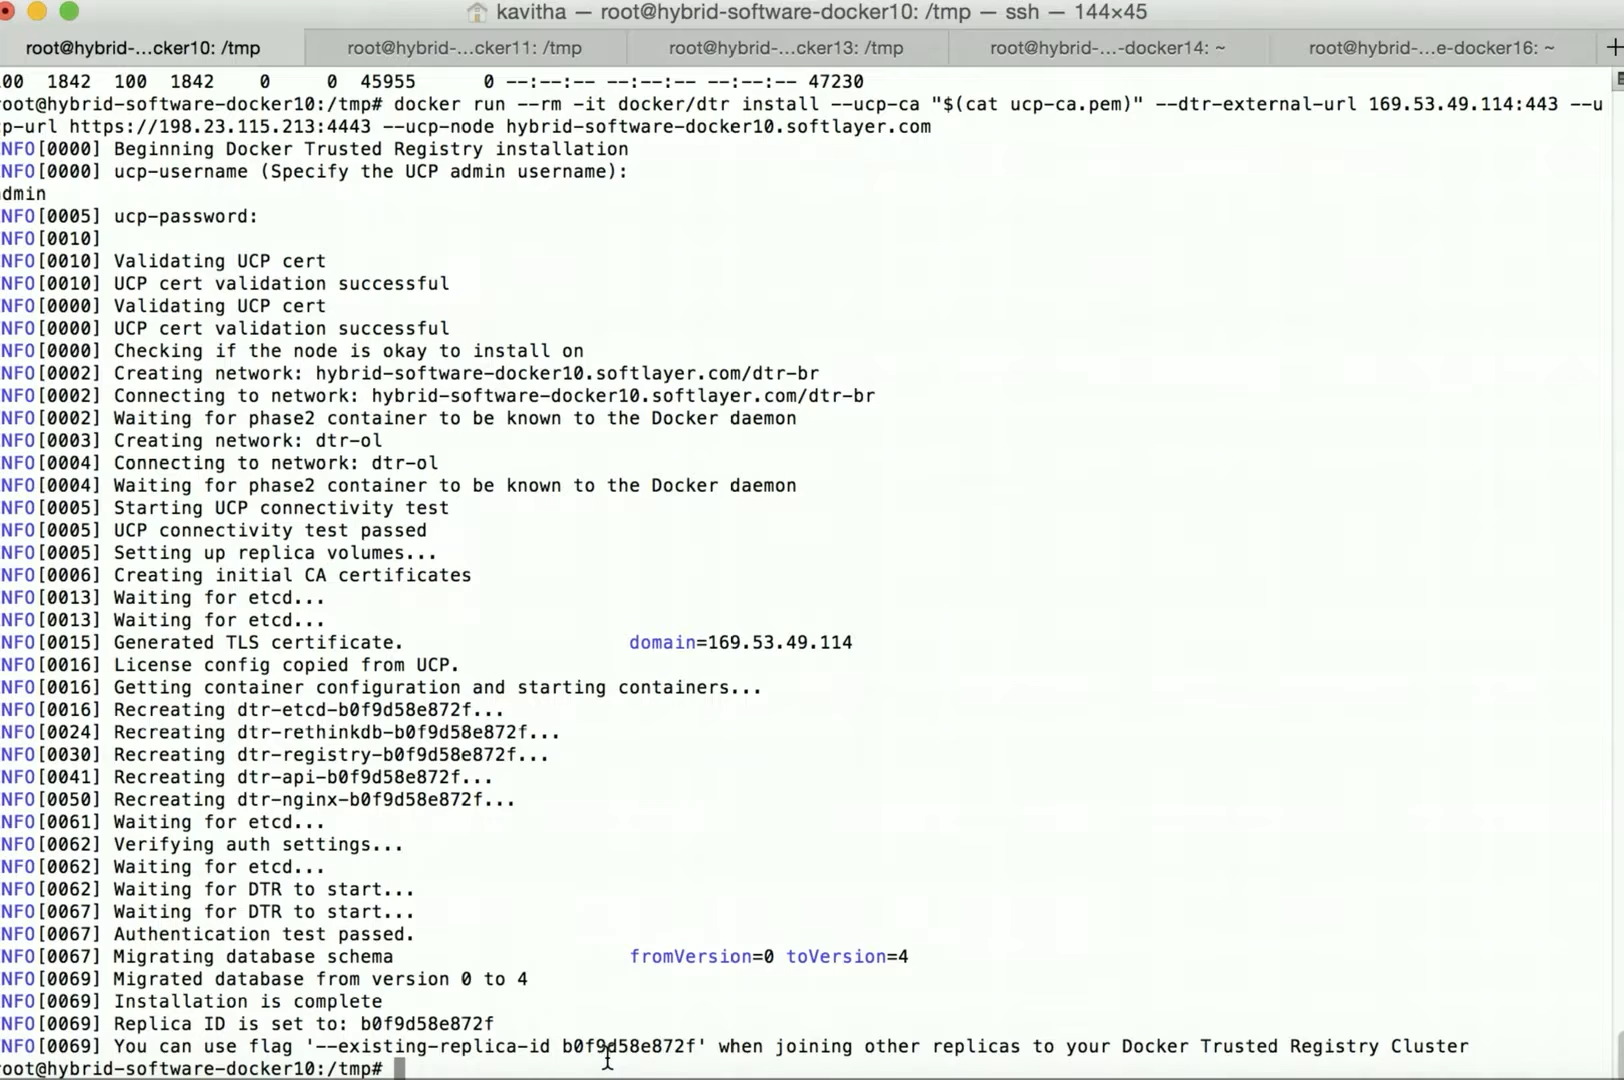 kavitha — root@hybrid-software-docker10: /tmp — ssh — 144×45
root@hybrid-...cker10: /tmp root@hybrid-...cker11: /tmp root@hybrid-...cker13: /tmp root@hybrid-...-docker14: ~ root@hybrid-...e-docker16: ~ +
00 1842 100 1842 0 0 45955 0 --:--:-- --:--:-- --:--:-- 47230
root@hybrid-software-docker10:/tmp# docker run --rm -it docker/dtr install --ucp-ca "$(cat ucp-ca.pem)" --dtr-external-url 169.53.49.114:443 --u
cp-url https://198.23.115.213:4443 --ucp-node hybrid-software-docker10.softlayer.com
NFO[0000] Beginning Docker Trusted Registry installation
NFO[0000] ucp-username (Specify the UCP admin username):
dmin
NFO[0005] ucp-password:
NFO[0010]
NFO[0010] Validating UCP cert
NFO[0010] UCP cert validation successful
NFO[0000] Validating UCP cert
NFO[0000] UCP cert validation successful
NFO[0000] Checking if the node is okay to install on
NFO[0002] Creating network: hybrid-software-docker10.softlayer.com/dtr-br
NFO[0002] Connecting to network: hybrid-software-docker10.softlayer.com/dtr-br
NFO[0002] Waiting for phase2 container to be known to the Docker daemon
NFO[0003] Creating network: dtr-ol
NFO[0004] Connecting to network: dtr-ol
NFO[0004] Waiting for phase2 container to be known to the Docker daemon
NFO[0005] Starting UCP connectivity test
NFO[0005] UCP connectivity test passed
NFO[0005] Setting up replica volumes...
NFO[0006] Creating initial CA certificates
NFO[0013] Waiting for etcd...
NFO[0013] Waiting for etcd...
NFO[0015] Generated TLS certificate. domain=169.53.49.114
NFO[0016] License config copied from UCP.
NFO[0016] Getting container configuration and starting containers...
NFO[0016] Recreating dtr-etcd-b0f9d58e872f...
NFO[0024] Recreating dtr-rethinkdb-b0f9d58e872f...
NFO[0030] Recreating dtr-registry-b0f9d58e872f...
NFO[0041] Recreating dtr-api-b0f9d58e872f...
NFO[0050] Recreating dtr-nginx-b0f9d58e872f...
NFO[0061] Waiting for etcd...
NFO[0062] Verifying auth settings...
NFO[0062] Waiting for etcd...
NFO[0062] Waiting for DTR to start...
NFO[0067] Waiting for DTR to start...
NFO[0067] Authentication test passed.
NFO[0067] Migrating database schema fromVersion=0 toVersion=4
NFO[0069] Migrated database from version 0 to 4
NFO[0069] Installation is complete
NFO[0069] Replica ID is set to: b0f9d58e872f
NFO[0069] You can use flag '--existing-replica-id b0f9d58e872f' when joining other replicas to your Docker Trusted Registry Cluster
root@hybrid-software-docker10:/tmp#